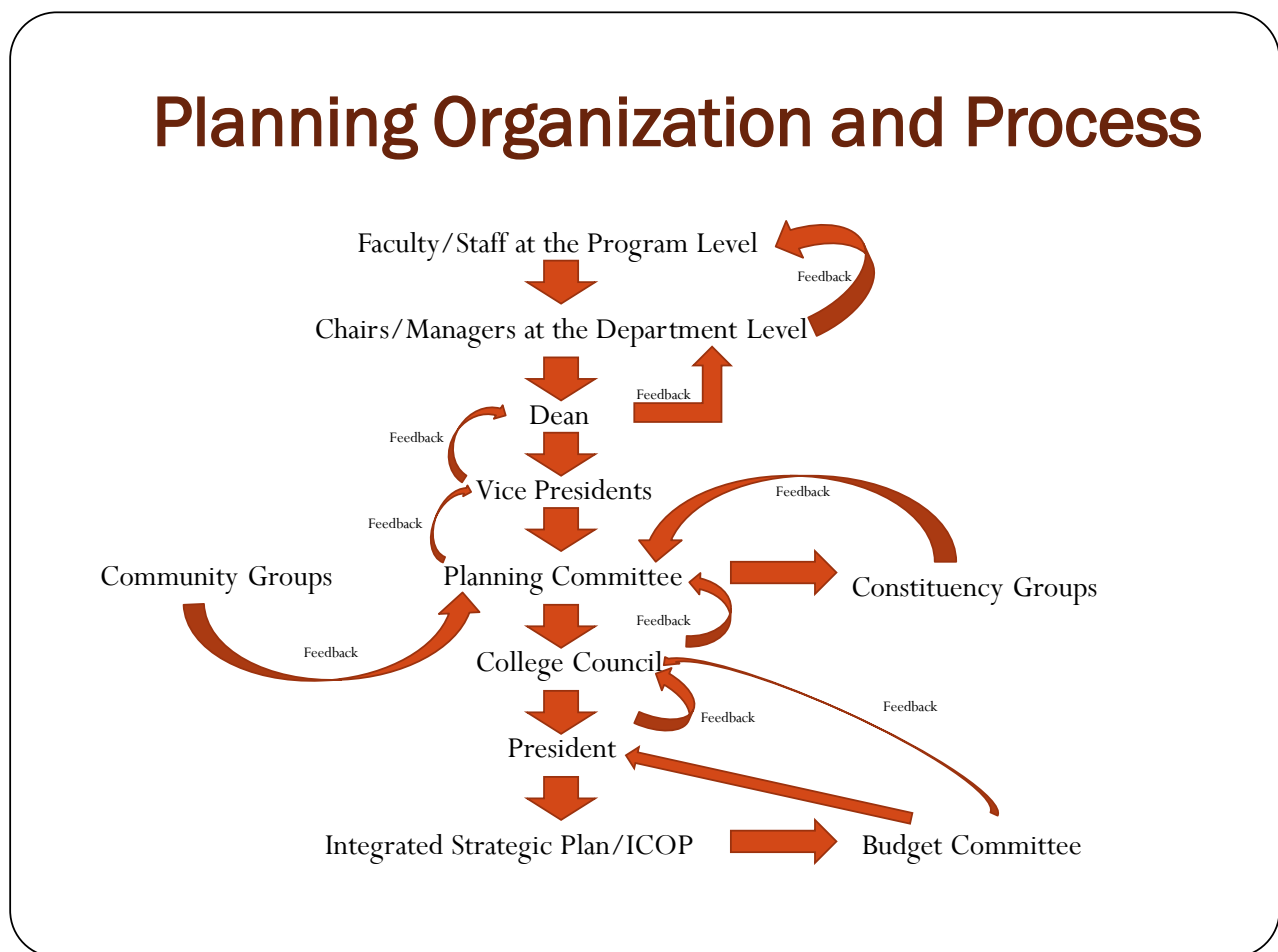 Planning Organization and Process
Faculty/Staff at the Program Level
Feedback
Chairs/Managers at the Department Level
Feedback
Dean
Feedback
Vice Presidents
Feedback
Feedback
Community Groups
Planning Committee
Constituency Groups
Feedback
Feedback
College Council
Feedback
Feedback
President
Integrated Strategic Plan/ICOP
Budget Committee